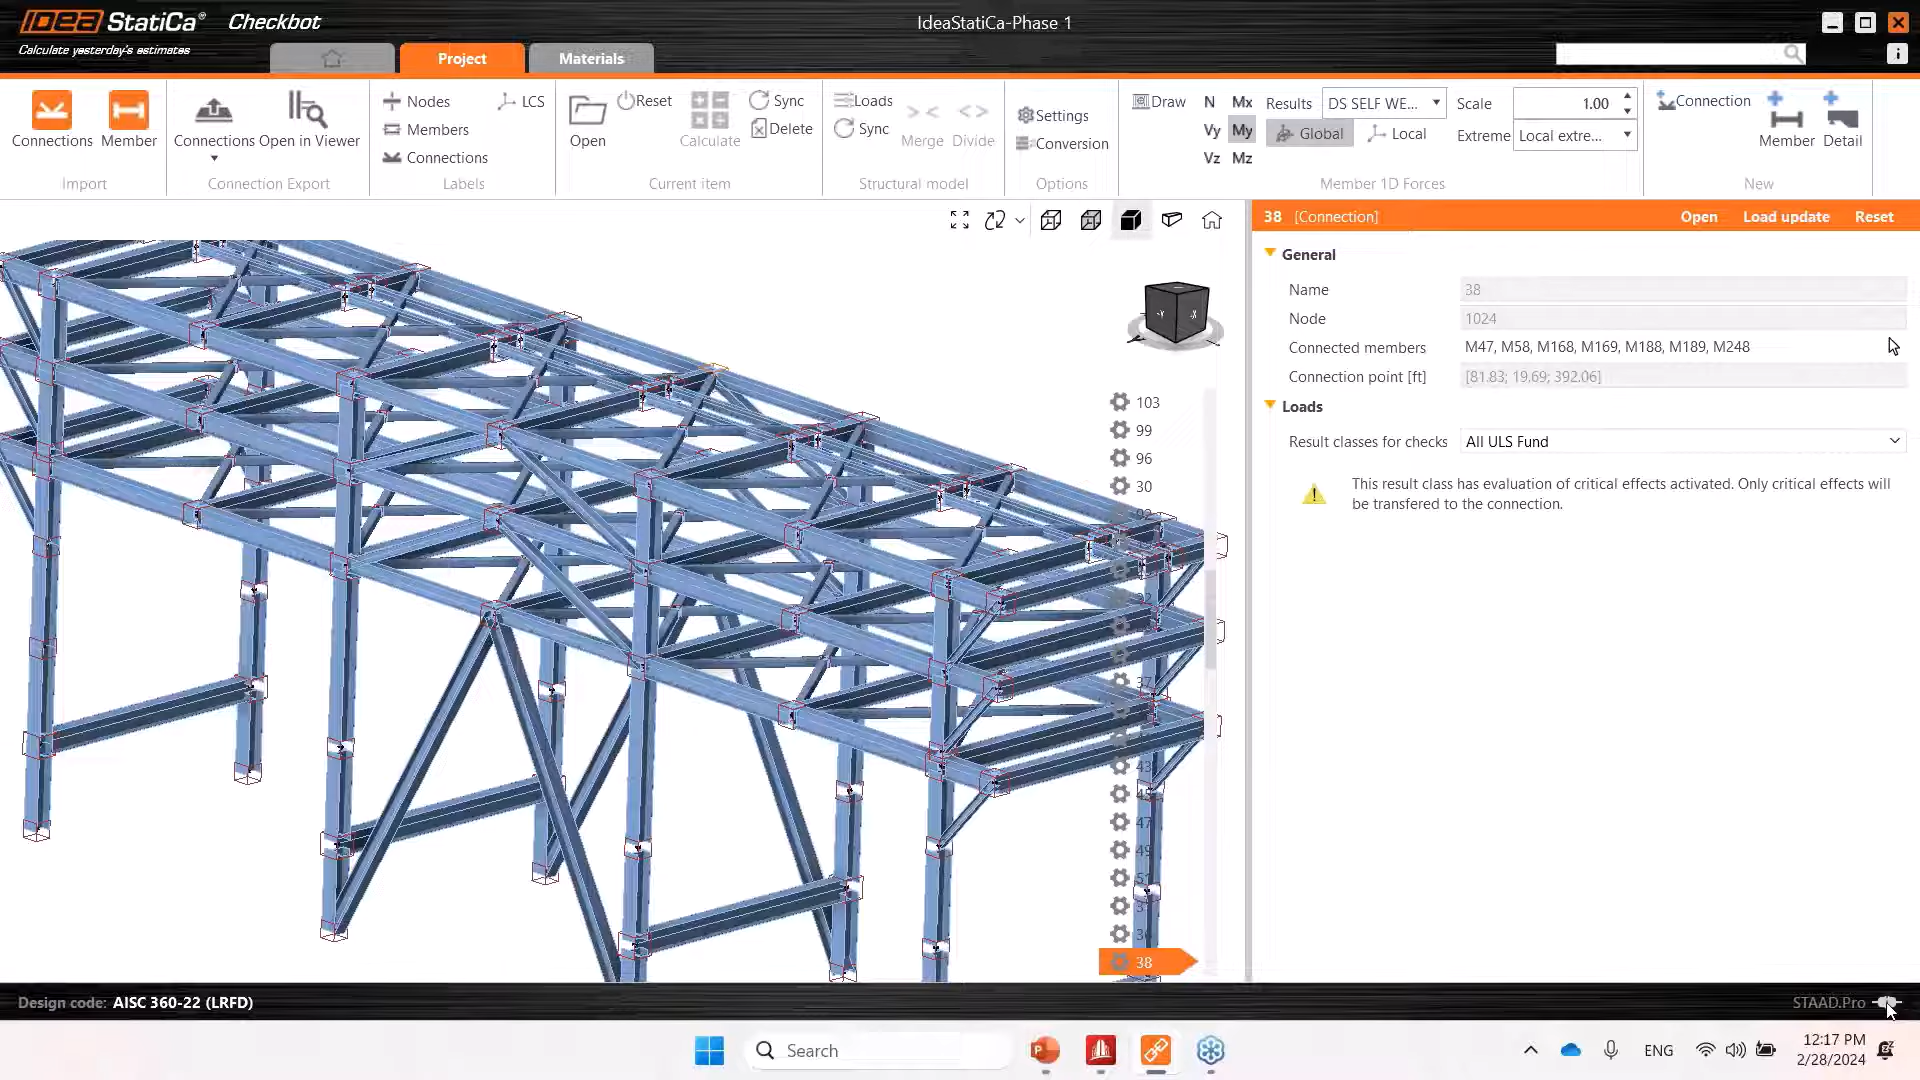 IDEA StatiCa® Checkbot
Calculate yesterday's estimates
IdeaStatiCa-Phase 1
Project
Materials
Connections
Member
Import
Connections
Open in Viewer
Connection Export
Nodes
LCS
Members
Connections
Labels
Open
Reset
Calculate
Sync
Delete
Current item
Loads
Sync
Merge
Divide
Structural model
Settings
Conversion
Options
Draw
N Mx
Vy My
Vz Mz
Results DS SELF WE...
Global Local
Scale 1.00
Extreme Local extre...
Member 1D Forces
Connection
Member
Detail
New
38 [Connection]
Open Load update Reset
General
Name 38
Node 1024
Connected members M47, M58, M168, M169, M188, M189, M248
Connection point [ft] [81.83; 19.69; 392.06]
Loads
Result classes for checks All ULS Fund
This result class has evaluation of critical effects activated. Only critical effects will
be transfered to the connection.
-Y -X
103
99
96
30
37
43
47
49
38
Design code: AISC 360-22 (LRFD)
STAAD.Pro
Search
ENG
12:17 PM
2/28/2024